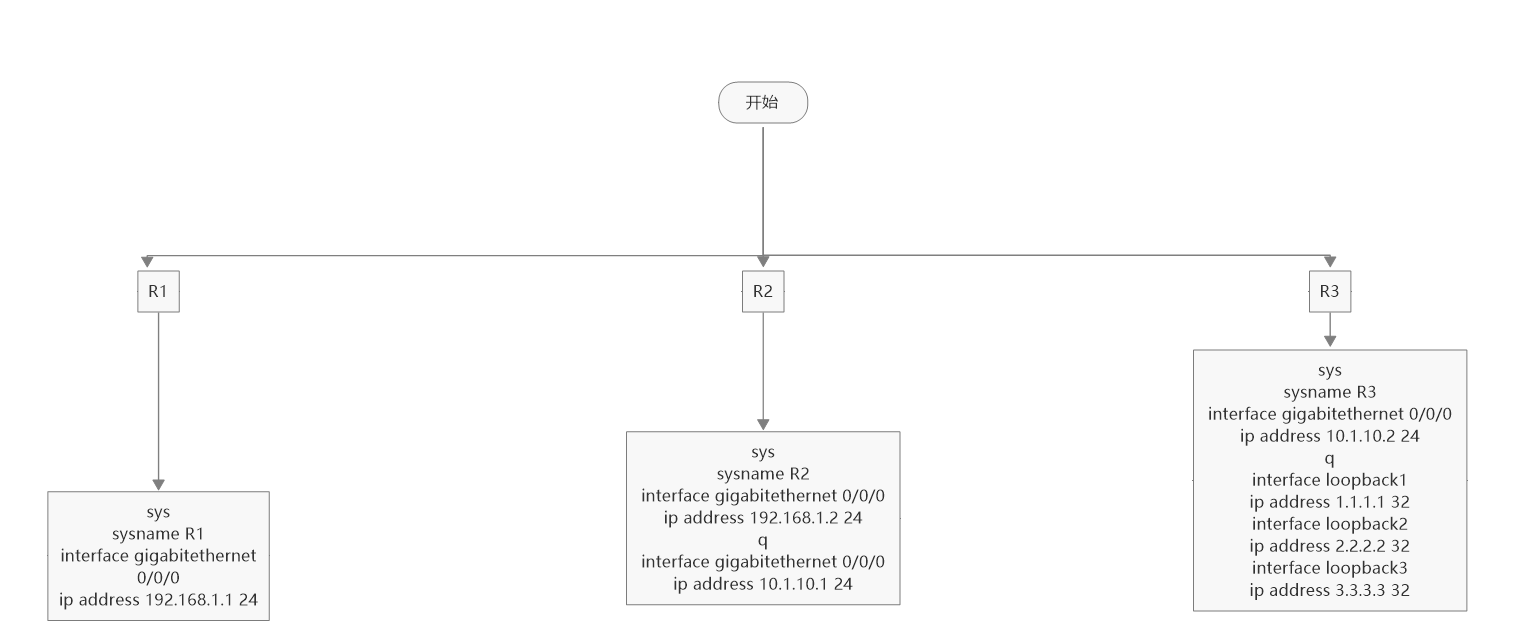 开始
R1
R2
R3
sys
sysname R1
interface gigabitethernet
0/0/0
ip address 192.168.1.1 24
sys
sysname R2
interface gigabitethernet 0/0/0
ip address 192.168.1.2 24
q
interface gigabitethernet 0/0/0
ip address 10.1.10.1 24
sys
sysname R3
interface gigabitethernet 0/0/0
ip address 10.1.10.2 24
q
interface loopback1
ip address 1.1.1.1 32
interface loopback2
ip address 2.2.2.2 32
interface loopback3
ip address 3.3.3.3 32